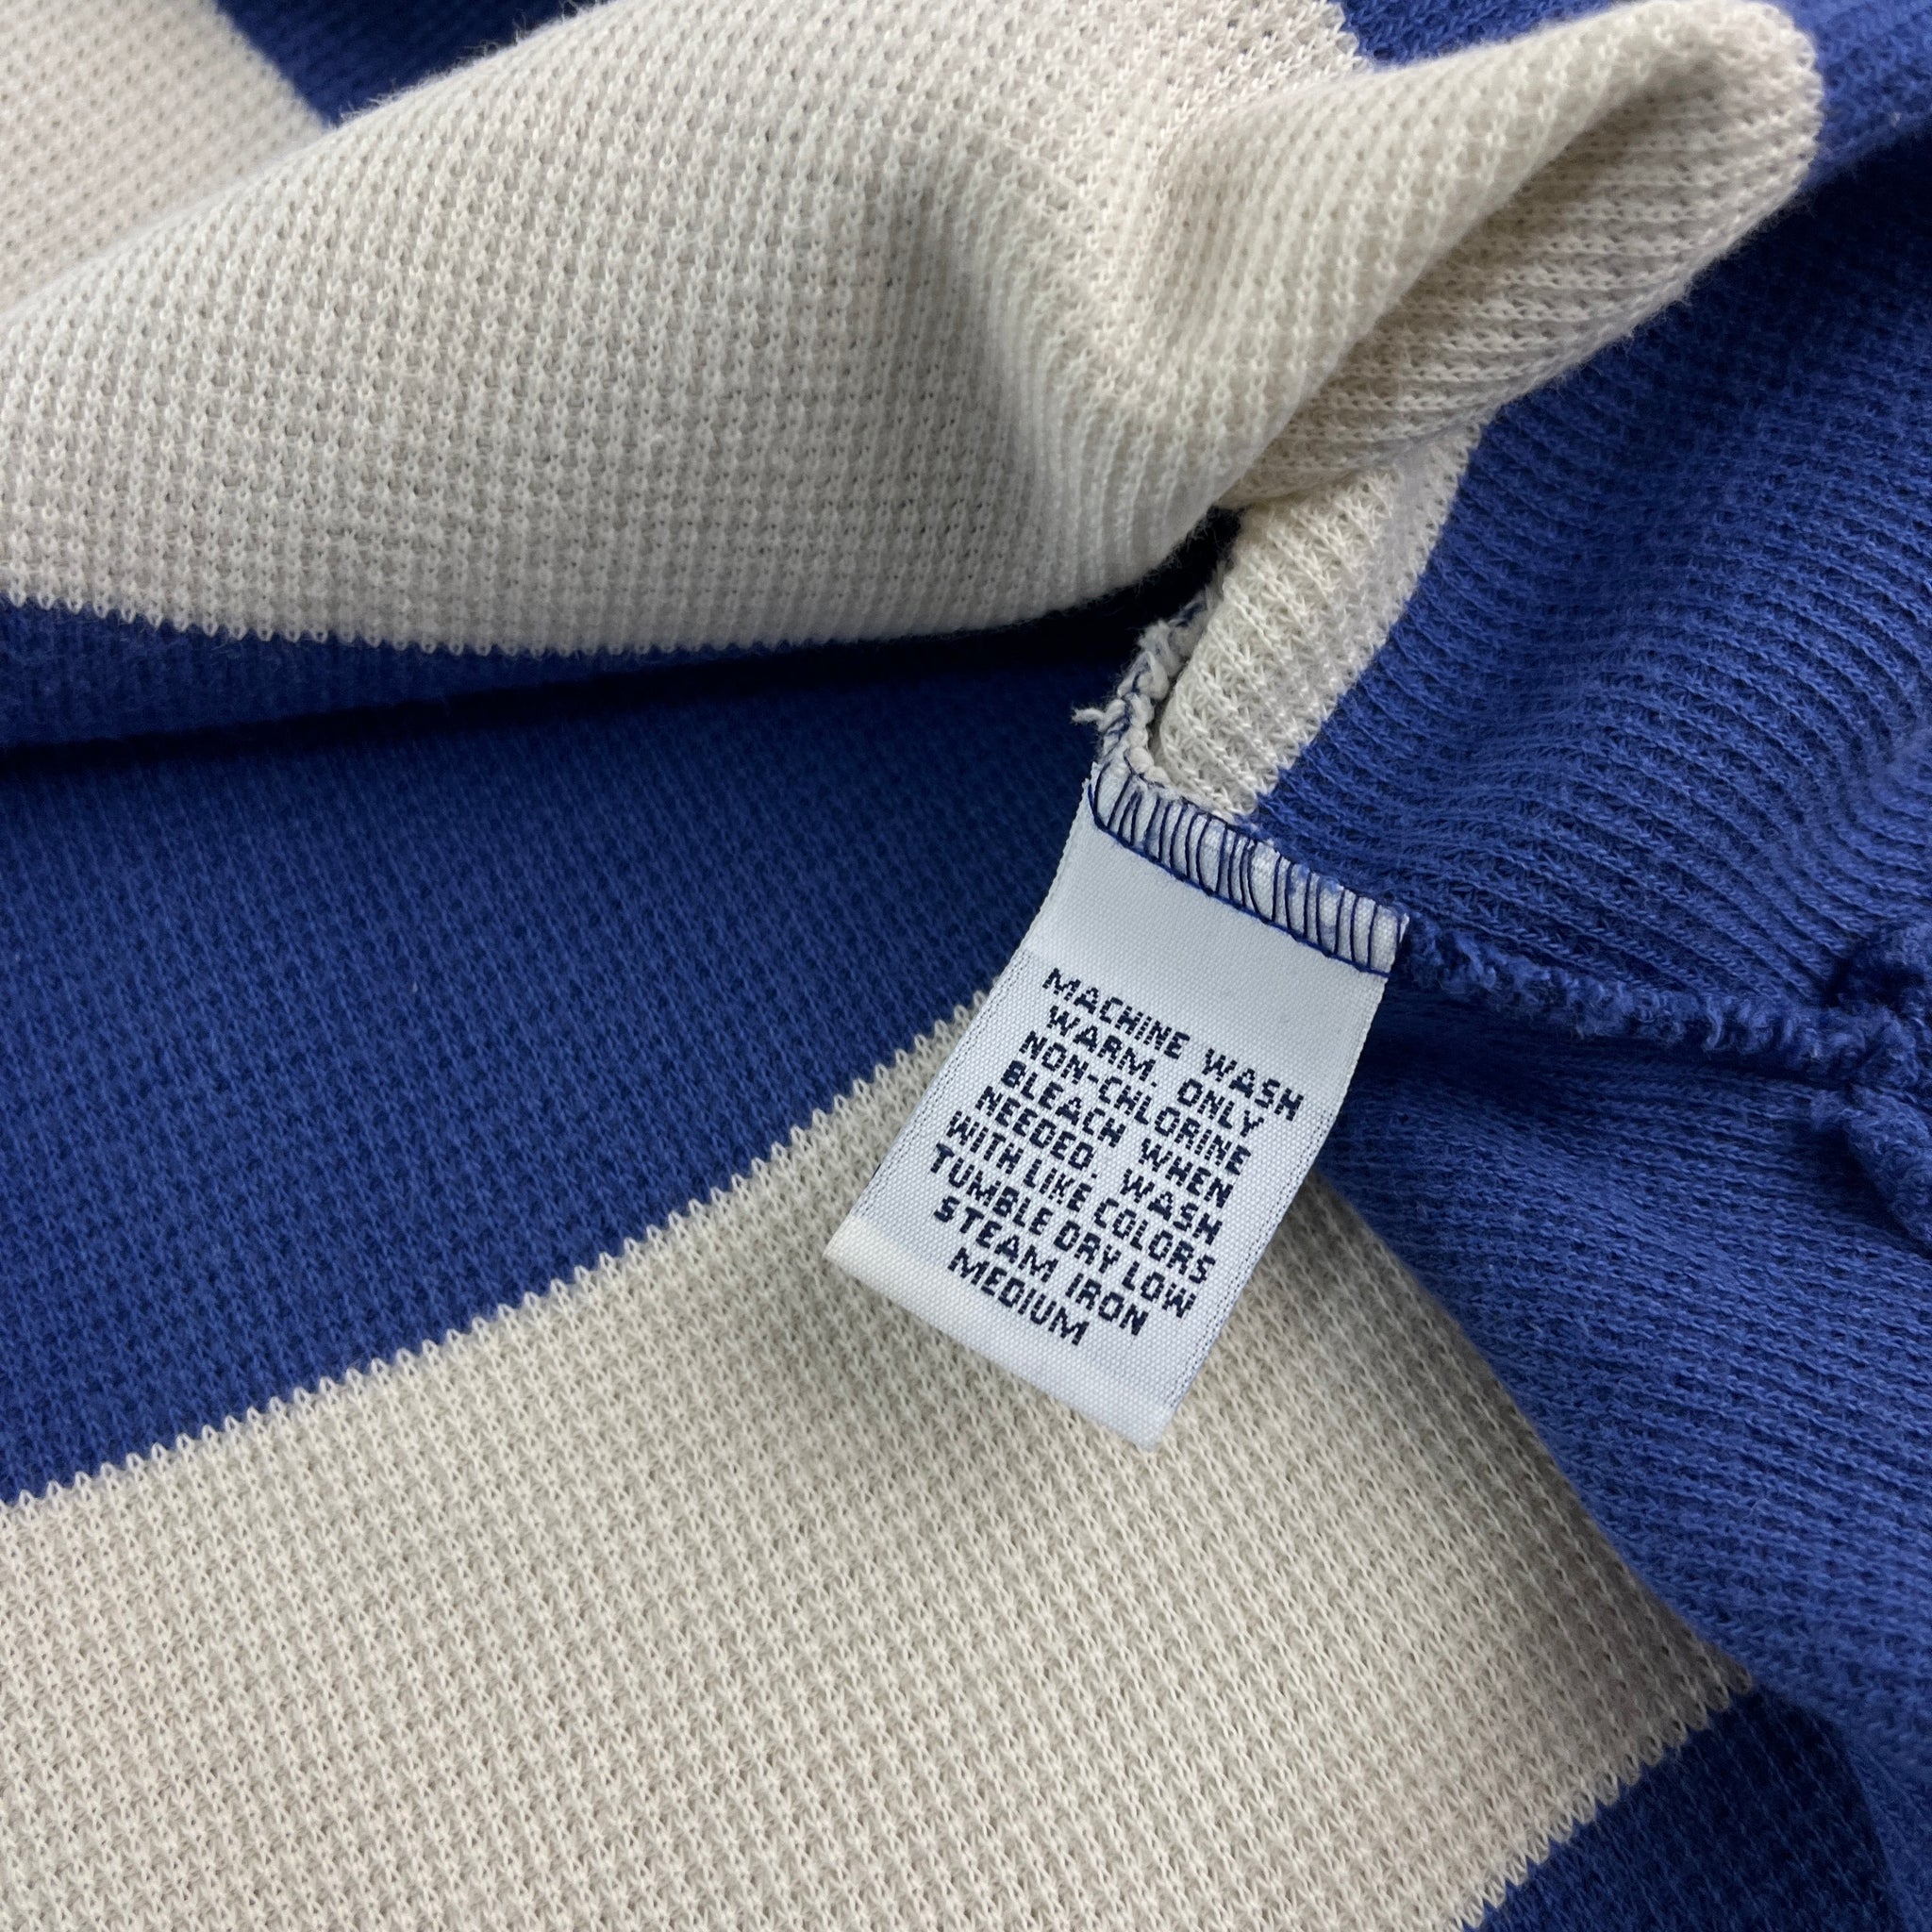 MACHINE WASH
WARM. ONLY
NON-CHLORINE
BLEACH WHEN
NEEDED. WASH
WITH LIKE COLORS
TUMBLE DRY LOW
STEAM IRON
MEDIUM